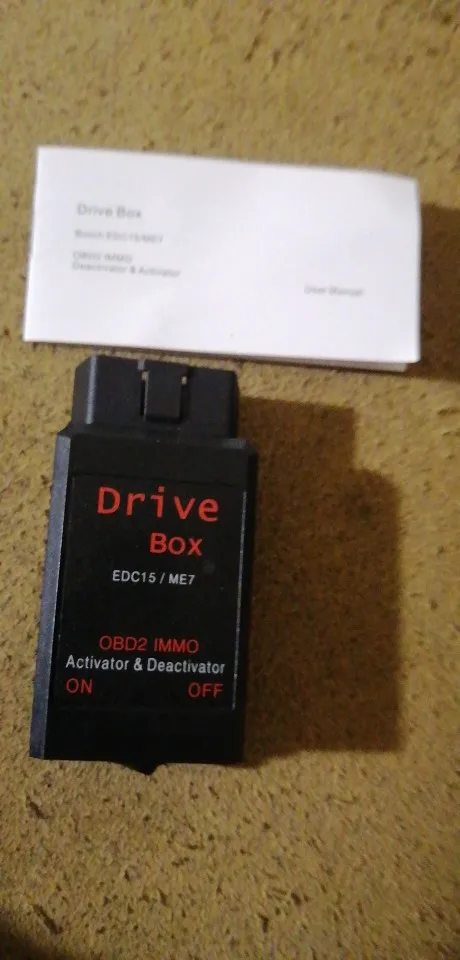 Drive Box
Bosch EDC15/ME7
OBD2 IMMO
Deactivator & Activator
User Manual
Drive
Box
EDC15 / ME7
OBD2 IMMO
Activator & Deactivator
ON OFF